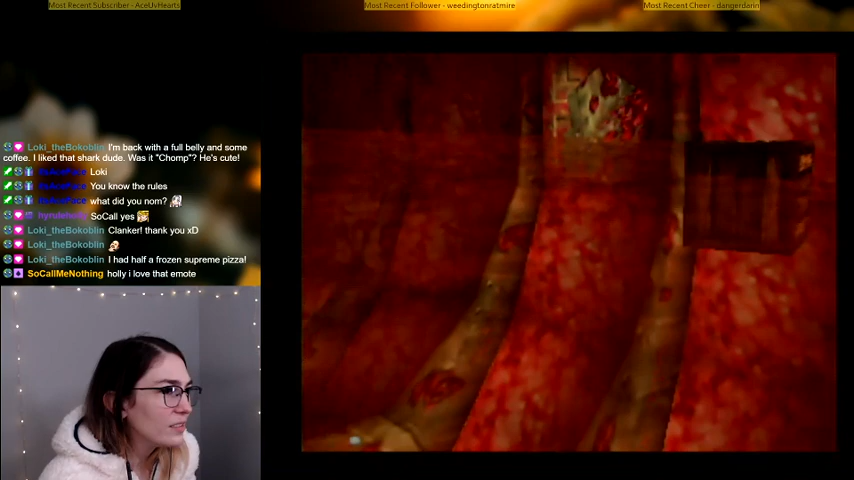 Most Recent Subscriber - AceUvHearts
Most Recent Follower - weedingtonratmire
Most Recent Cheer - dangerdarin
Loki_theBokoblin I'm back with a full belly and some
coffee. I liked that shark dude. Was it "Chomp"? He's cute!
Loki
You know the rules
what did you nom?
SoCall yes
Loki_theBokoblin Clanker! thank you xD
Loki_theBokoblin
Loki_theBokoblin I had half a frozen supreme pizza!
SoCallMeNothing holly i love that emote